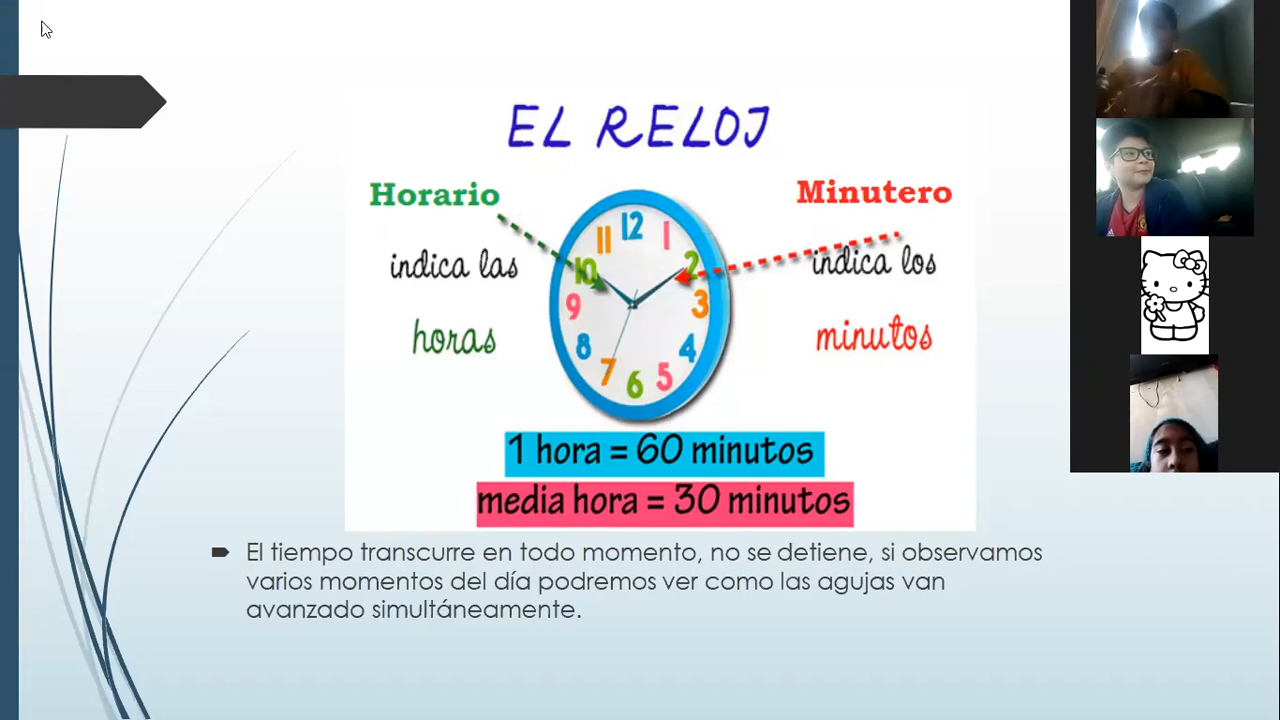 EL RELOJ
Horario
indica las
horas
Minutero
indica los
minutos
12
1
2
3
4
5
6
7
8
9
10
11
1 hora = 60 minutos
media hora = 30 minutos
El tiempo transcurre en todo momento, no se detiene, si observamos
varios momentos del día podremos ver como las agujas van
avanzado simultáneamente.